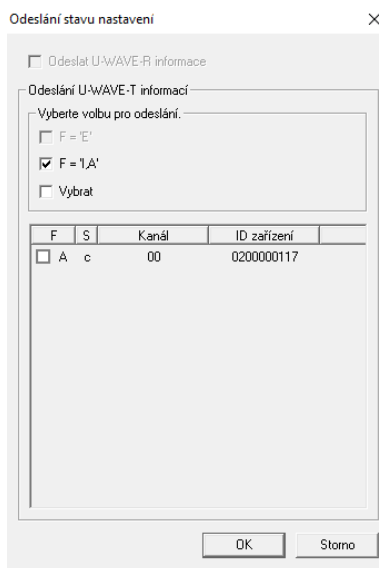 Odeslání stavu nastavení
Odeslat U-WAVE-R informace
Odeslání U-WAVE-T informací
Vyberte volbu pro odeslání.
F = 'E'
F = 'I,A'
Vybrat
F S Kanál ID zařízení
A c 00 0200000117
OK Storno